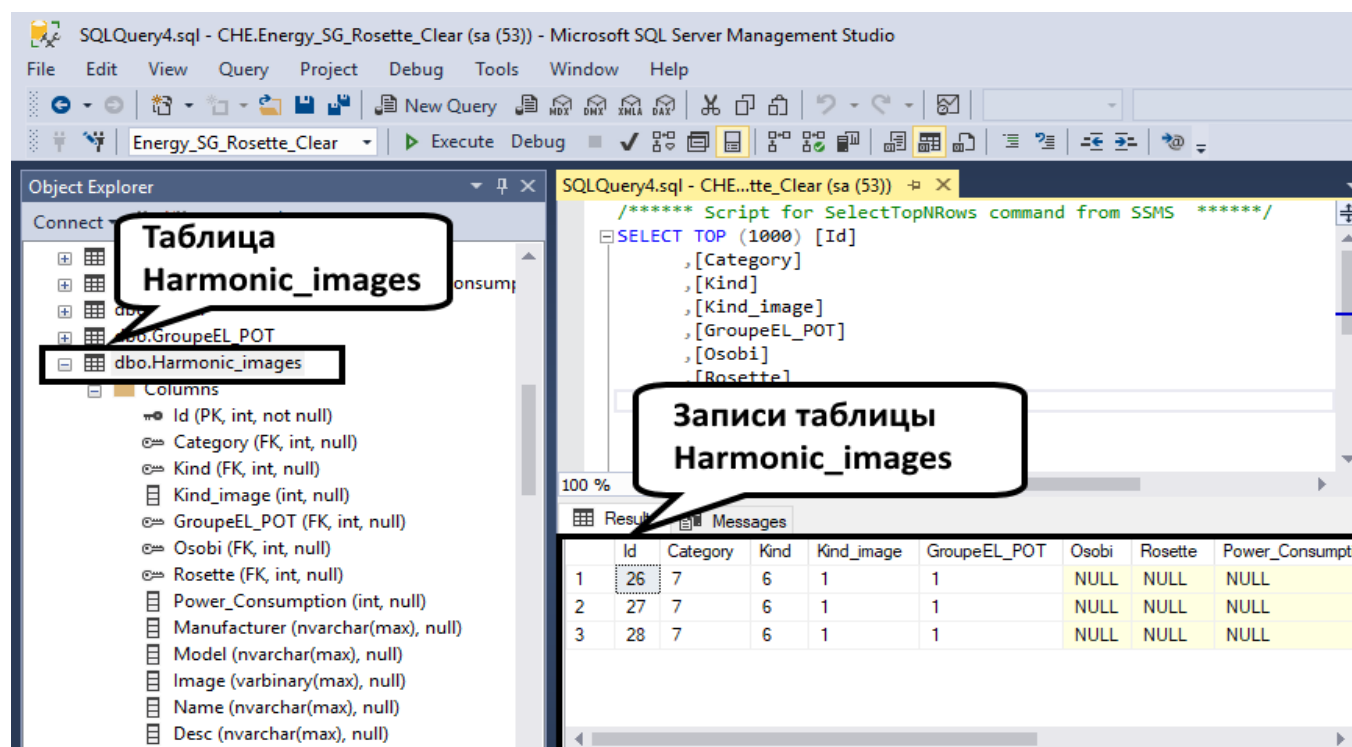 SQLQuery4.sql - CHE.Energy_SG_Rosette_Clear (sa (53)) - Microsoft SQL Server Management Studio
File Edit View Query Project Debug Tools Window Help
New Query MDX DMX XMLA DAX
Energy_SG_Rosette_Clear Execute Debug
Object Explorer
Connect
Таблица
Harmonic_images
dbo.GroupeEL_POT
dbo.Harmonic_images
Columns
Id (PK, int, not null)
Category (FK, int, null)
Kind (FK, int, null)
Kind_image (int, null)
GroupeEL_POT (FK, int, null)
Osobi (FK, int, null)
Rosette (FK, int, null)
Power_Consumption (int, null)
Manufacturer (nvarchar(max), null)
Model (nvarchar(max), null)
Image (varbinary(max), null)
Name (nvarchar(max), null)
Desc (nvarchar(max), null)
SQLQuery4.sql - CHE...tte_Clear (sa (53))
/****** Script for SelectTopNRows command from SSMS ******/
SELECT TOP (1000) [Id]
,[Category]
,[Kind]
,[Kind_image]
,[GroupeEL_POT]
,[Osobi]
,[Rosette]
Записи таблицы
Harmonic_images
100 %
Messages
Id Category Kind Kind_image GroupeEL_POT Osobi Rosette Power_Consumpt
1 26 7 6 1 1 NULL NULL NULL
2 27 7 6 1 1 NULL NULL NULL
3 28 7 6 1 1 NULL NULL NULL